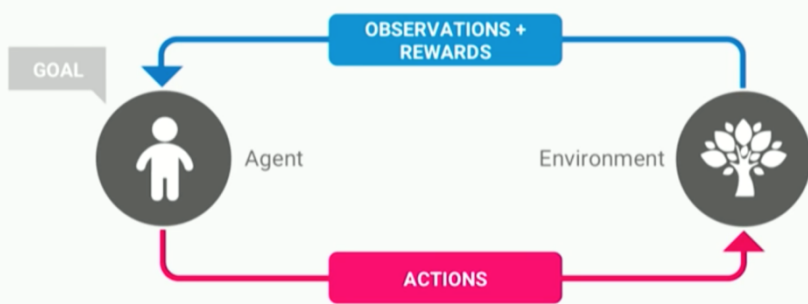 OBSERVATIONS +
REWARDS
GOAL
Agent
Environment
ACTIONS